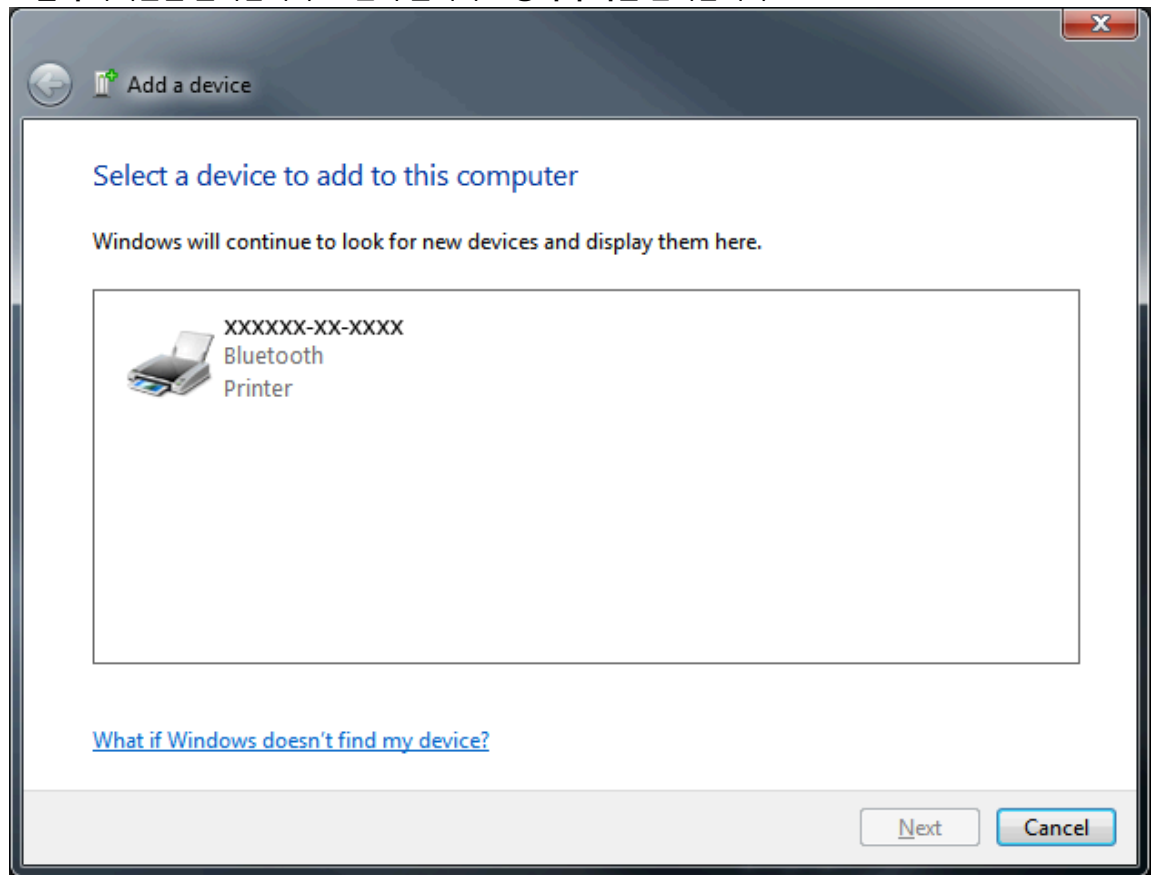 Add a device
Select a device to add to this computer
Windows will continue to look for new devices and display them here.
XXXXXX-XX-XXXX
Bluetooth
Printer
What if Windows doesn't find my device?
Next
Cancel